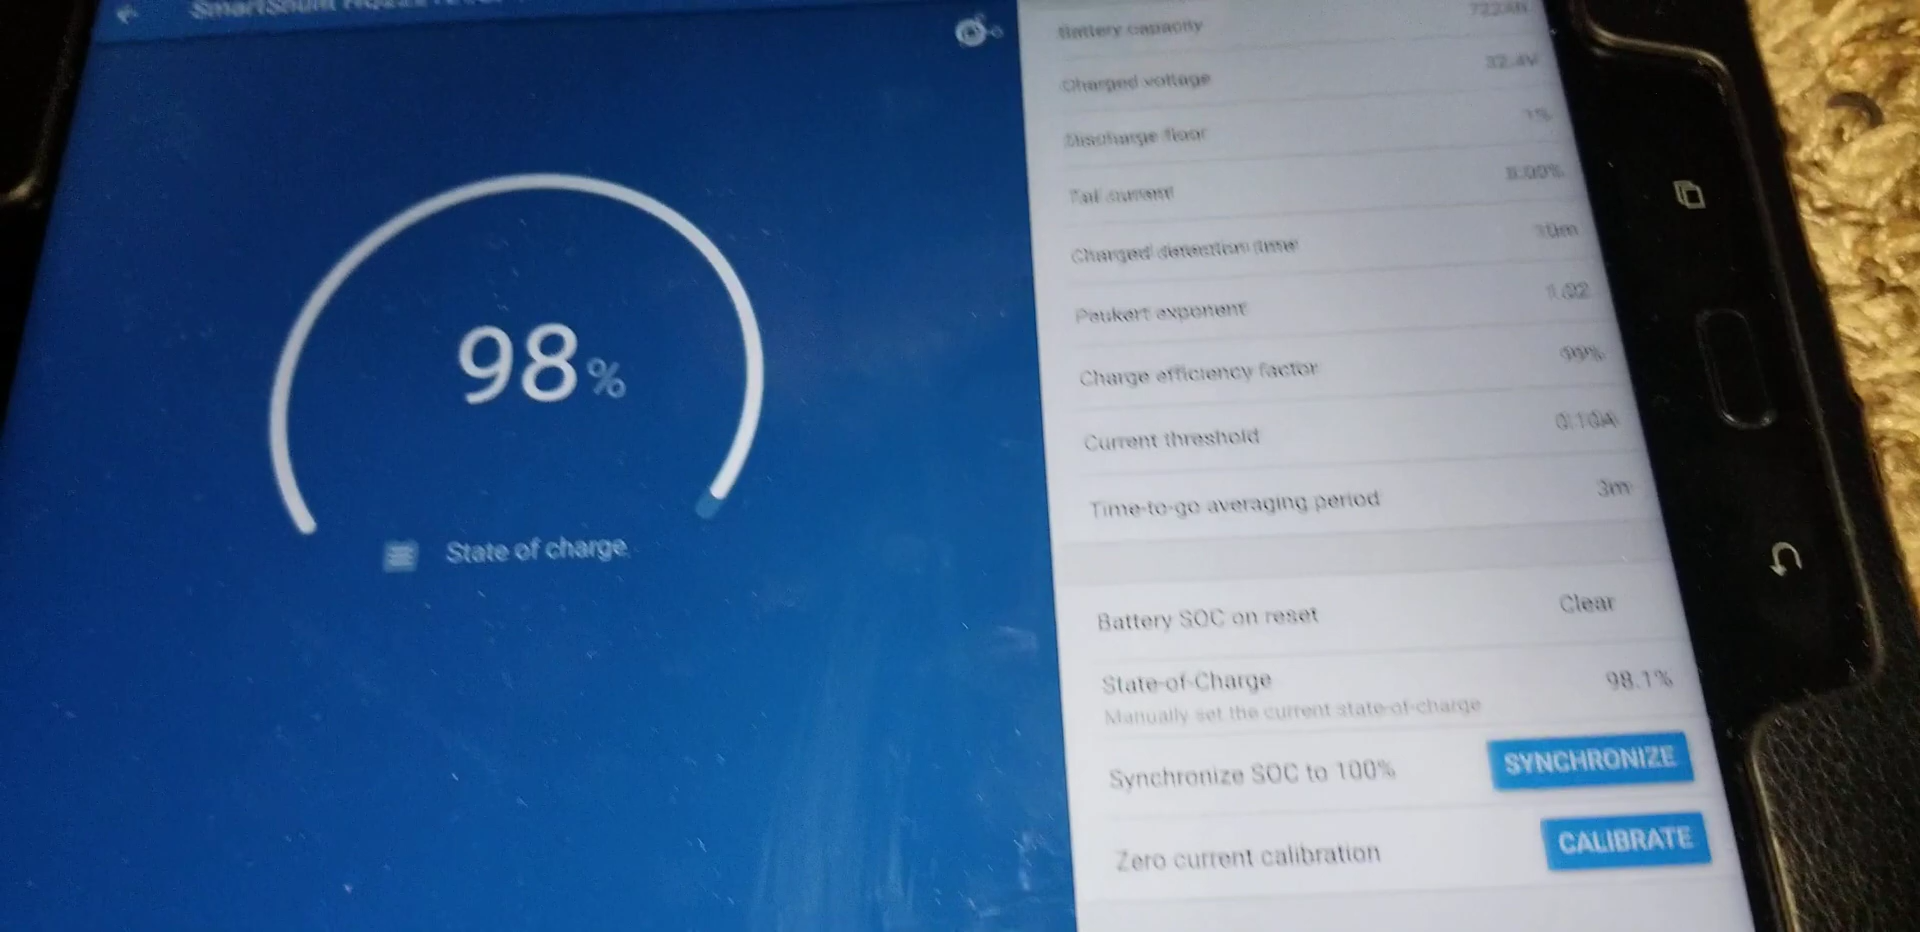 98%
State of charge
Battery capacity
Charged voltage 32.4V
Discharge floor
Tail current
Charged detection time
Peukert exponent 1.02
Charge efficiency factor 99%
Current threshold 0.10A
Time-to-go averaging period 3m
Battery SOC on reset Clear
State-of-Charge 98.1%
Manually set the current state-of-charge
Synchronize SOC to 100% SYNCHRONIZE
Zero current calibration CALIBRATE